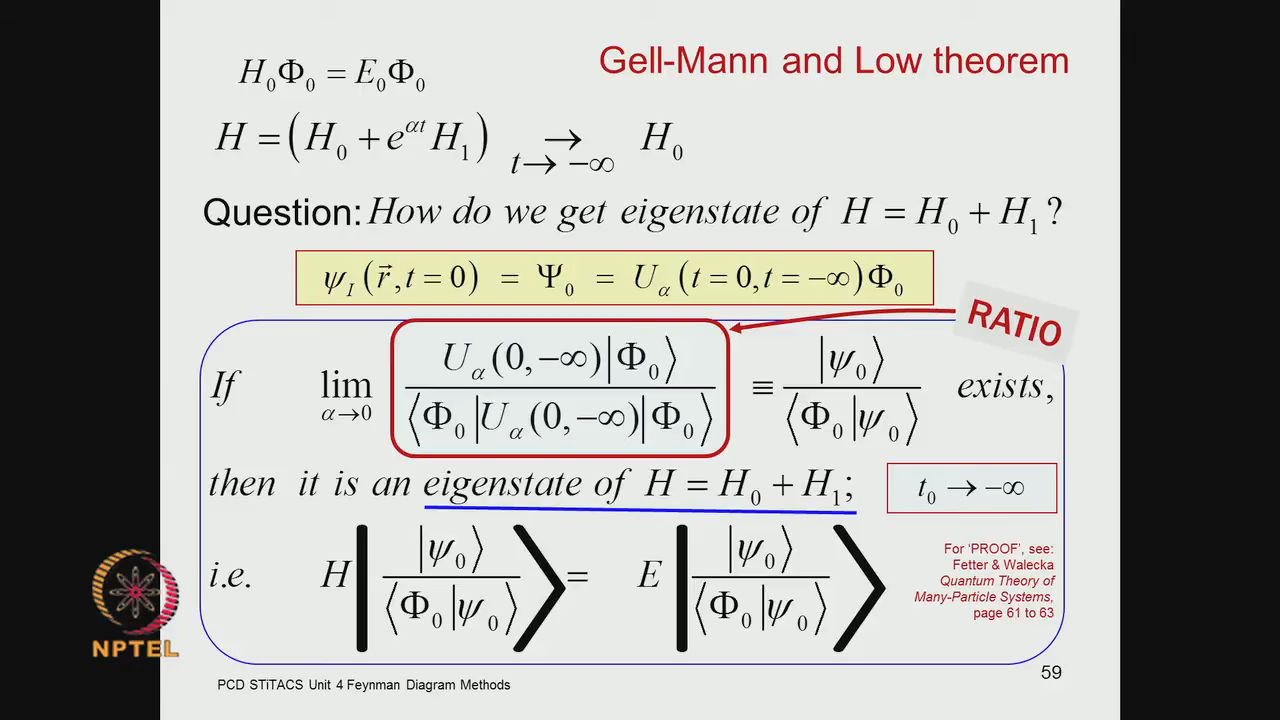 Gell-Mann and Low theorem
H₀Φ₀ = E₀Φ₀
H = (H₀ + e^{αt} H₁) → H₀
t → −∞
Question: How do we get eigenstate of H = H₀ + H₁ ?
ψ_I (r⃗, t = 0) = Ψ₀ = U_α (t = 0, t = −∞) Φ₀
RATIO
If lim_{α→0} U_α(0, −∞)|Φ₀⟩ / ⟨Φ₀|U_α(0, −∞)|Φ₀⟩ ≡ |ψ₀⟩ / ⟨Φ₀|ψ₀⟩ exists,
then it is an eigenstate of H = H₀ + H₁;
t₀ → −∞
i.e. H | |ψ₀⟩ / ⟨Φ₀|ψ₀⟩ ⟩ = E | |ψ₀⟩ / ⟨Φ₀|ψ₀⟩ ⟩
For ‘PROOF’, see:
Fetter & Walecka
Quantum Theory of
Many-Particle Systems,
page 61 to 63
NPTEL
PCD STiTACS Unit 4 Feynman Diagram Methods
59